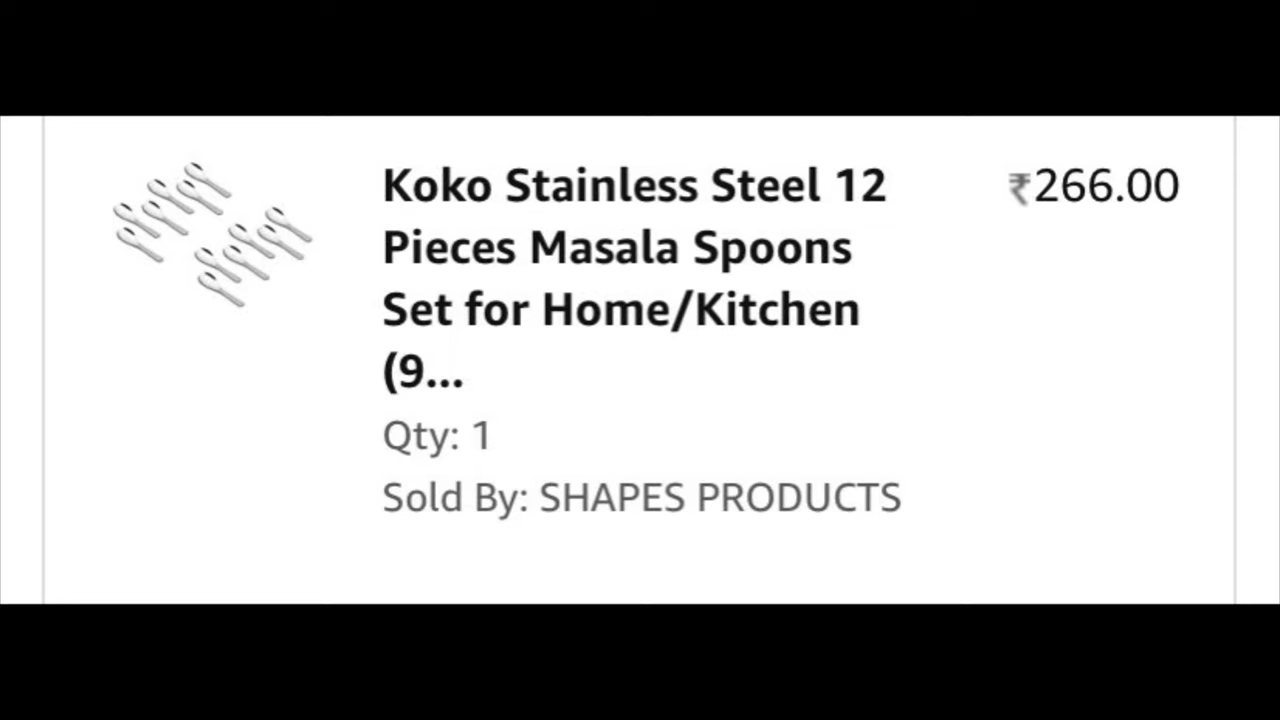 Koko Stainless Steel 12
₹266.00
Pieces Masala Spoons
Set for Home/Kitchen
(9...
Qty: 1
Sold By: SHAPES PRODUCTS